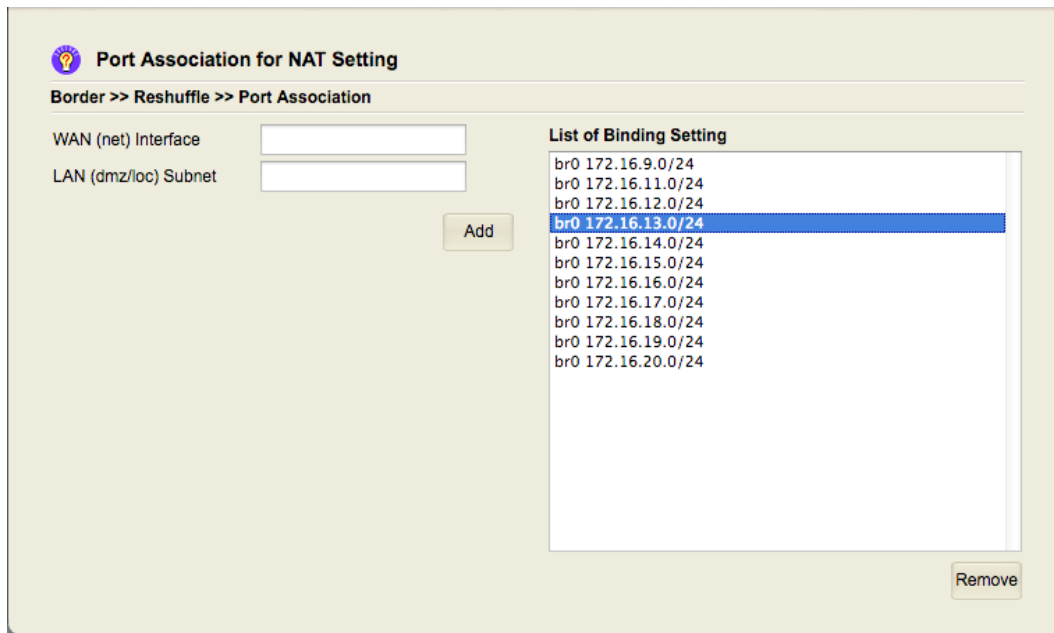 Port Association for NAT Setting
Border >> Reshuffle >> Port Association
WAN (net) Interface
LAN (dmz/loc) Subnet
Add
List of Binding Setting
br0 172.16.9.0/24
br0 172.16.11.0/24
br0 172.16.12.0/24
br0 172.16.13.0/24
br0 172.16.14.0/24
br0 172.16.15.0/24
br0 172.16.16.0/24
br0 172.16.17.0/24
br0 172.16.18.0/24
br0 172.16.19.0/24
br0 172.16.20.0/24
Remove